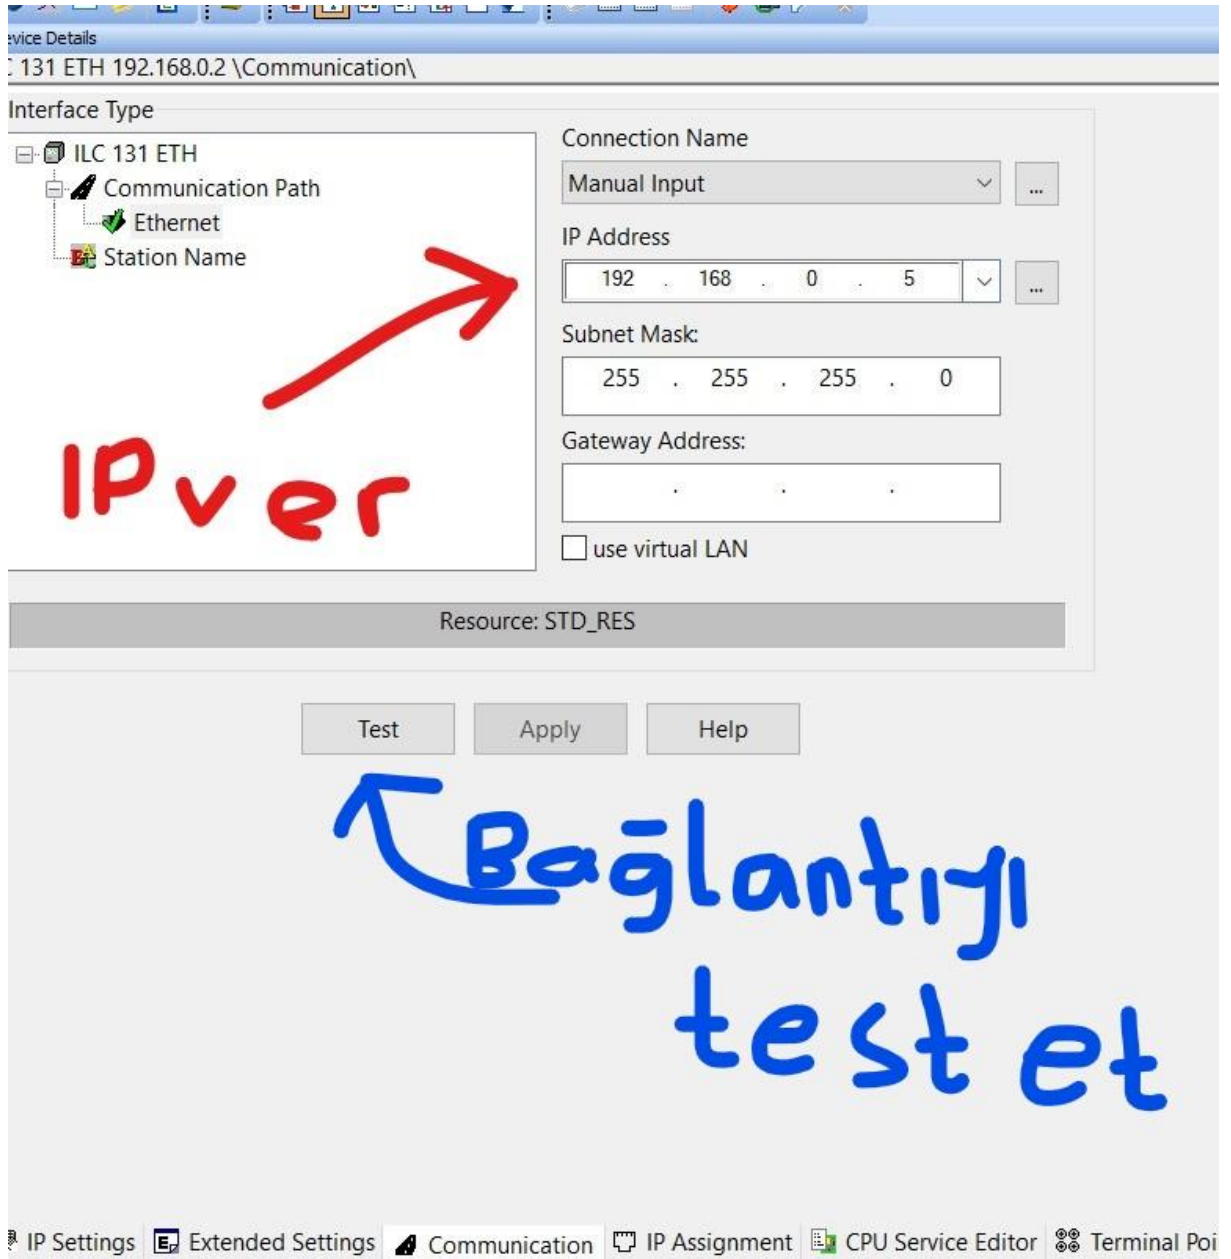 Device Details
131 ETH 192.168.0.2 \Communication\
Interface Type
ILC 131 ETH
Communication Path
Ethernet
Station Name
Connection Name
Manual Input
...
IP Address
192 . 168 . 0 . 5
...
Subnet Mask:
255 . 255 . 255 . 0
Gateway Address:
. . .
use virtual LAN
IP ver
Resource: STD_RES
Test Apply Help
Bağlantıyı
test et
IP Settings Extended Settings Communication IP Assignment CPU Service Editor Terminal Poi